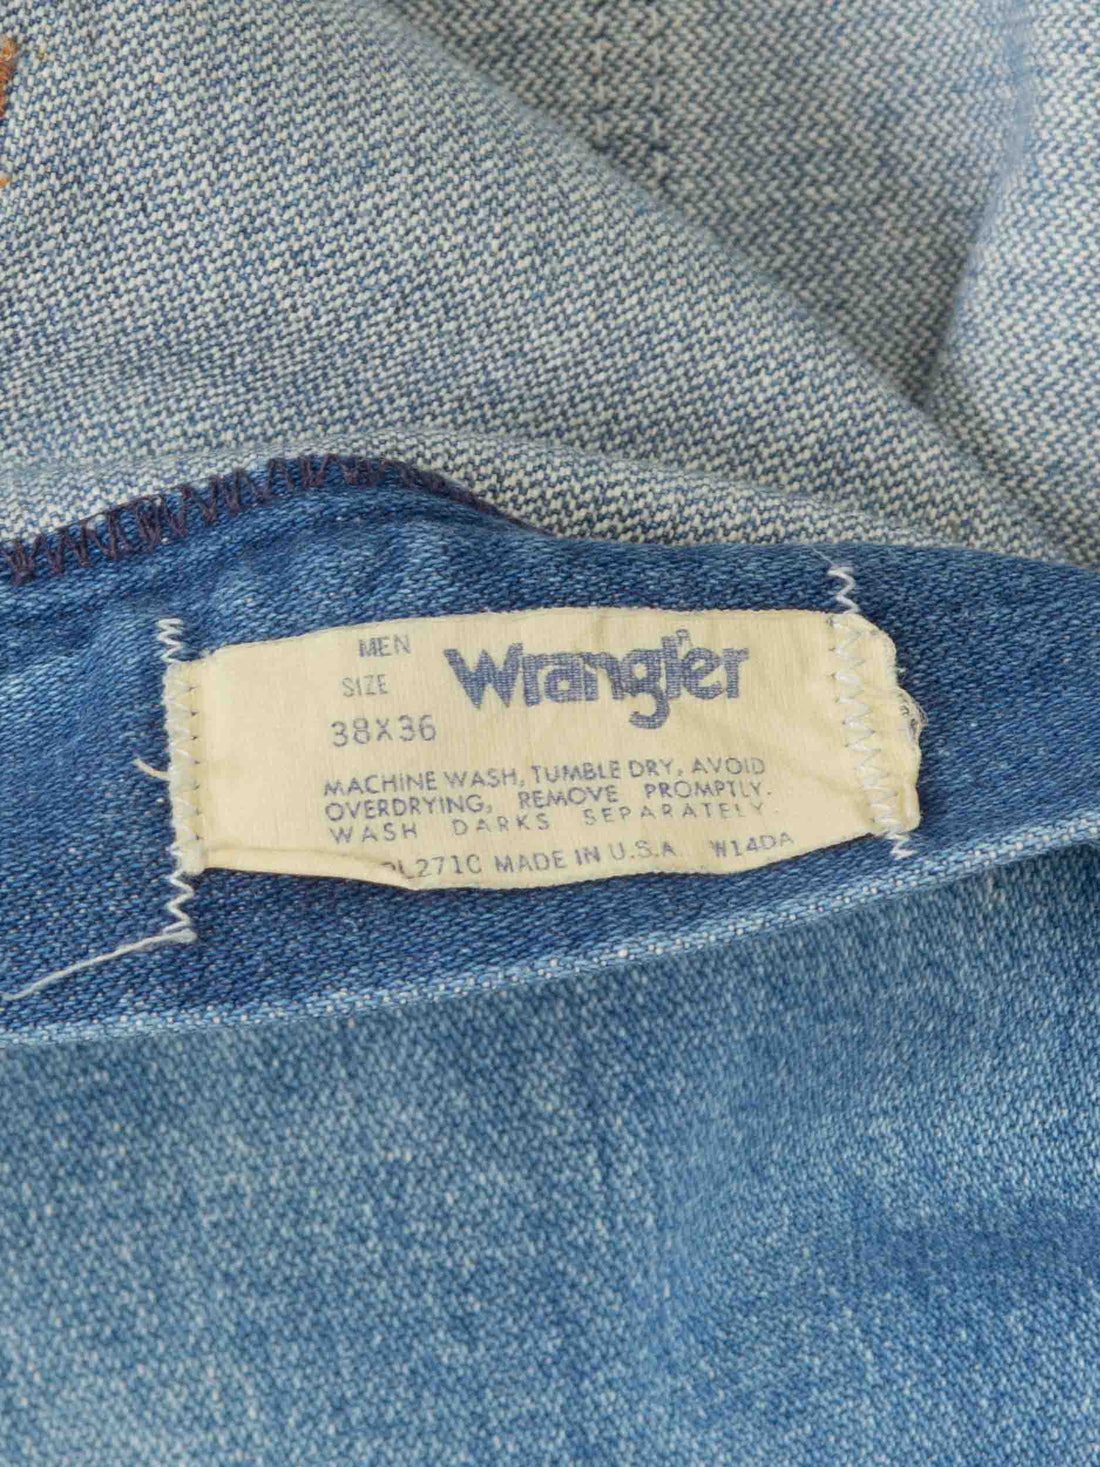 MEN
SIZE
38X36
Wrangler
MACHINE WASH, TUMBLE DRY, AVOID
OVERDRYING, REMOVE PROMPTLY.
WASH DARKS SEPARATELY.
MADE IN U.S.A W14DA